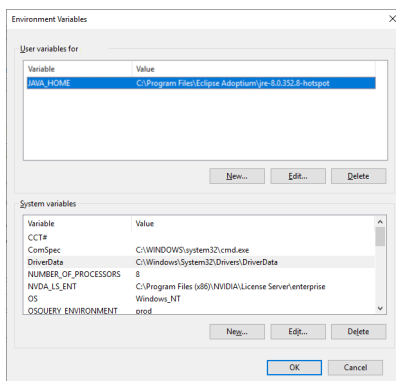 Environment Variables
User variables for
Variable Value
JAVA_HOME C:\Program Files\Eclipse Adoptium\jre-8.0.352.8-hotspot
New... Edit... Delete
System variables
Variable Value
CCT#
ComSpec C:\WINDOWS\system32\cmd.exe
DriverData C:\Windows\System32\Drivers\DriverData
NUMBER_OF_PROCESSORS 8
NVDA_LS_ENT C:\Program Files (x86)\NVIDIA\License Server\enterprise
OS Windows_NT
OSQUERY_ENVIRONMENT prod
New... Edit... Delete
OK Cancel